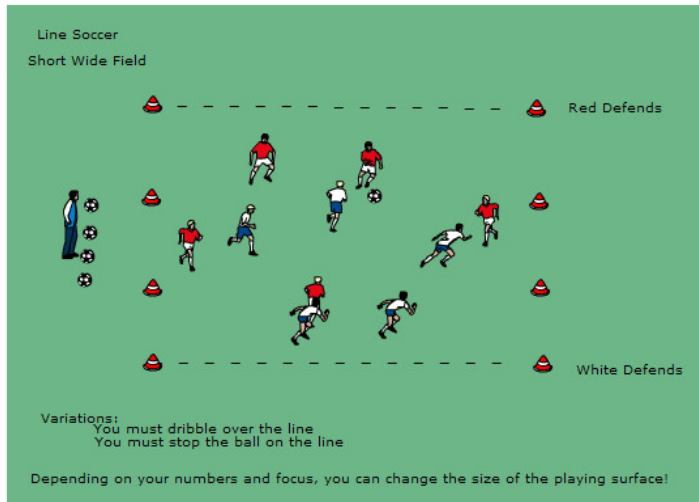 Line Soccer
Short Wide Field
Red Defends
White Defends
Variations:
You must dribble over the line
You must stop the ball on the line
Depending on your numbers and focus, you can change the size of the playing surface!